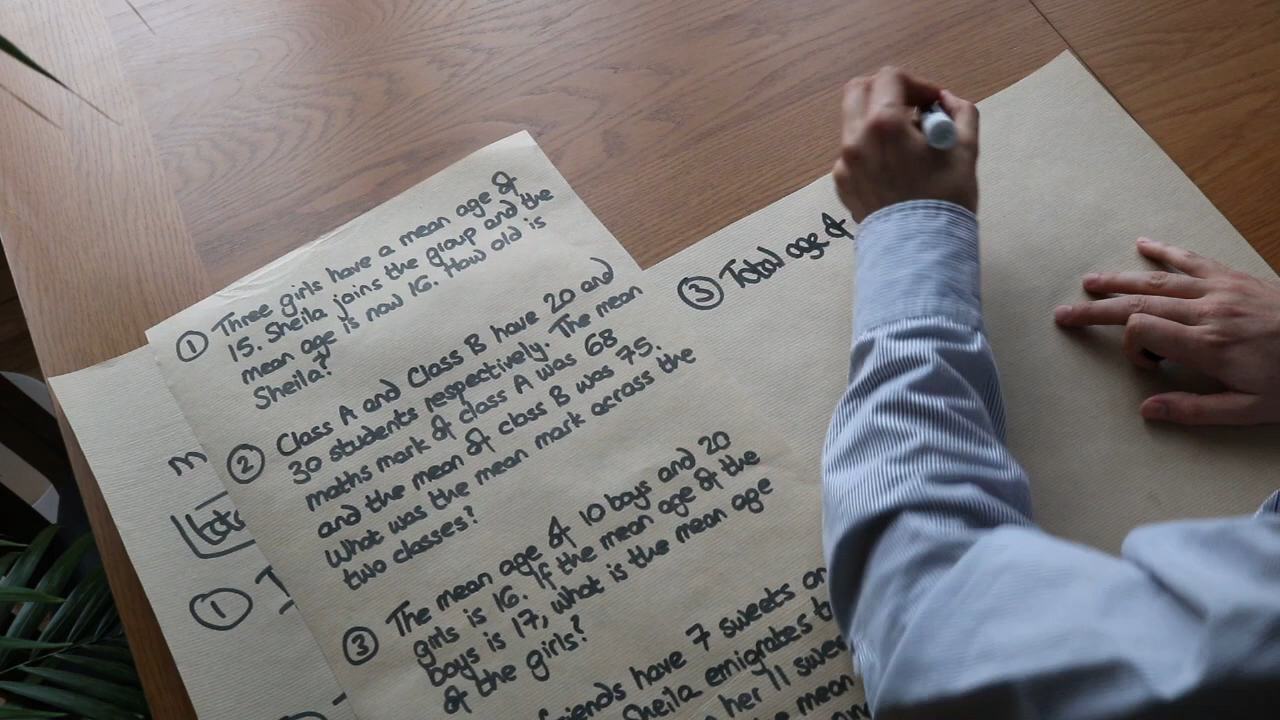 ① Three girls have a mean age of
15. Sheila joins the group and the
mean age is now 16. How old is
Sheila?
② Class A and Class B have 20 and
30 students respectively. The mean
maths mark of class A was 68
and the mean of class B was 75.
What was the mean mark across the
two classes?
③ The mean age of 10 boys and 20
girls is 16. If the mean age of the
boys is 17, what is the mean age
of the girls?
have 7 sweets
Sheila emigrates
her 11
the mean
③ Total age of
①